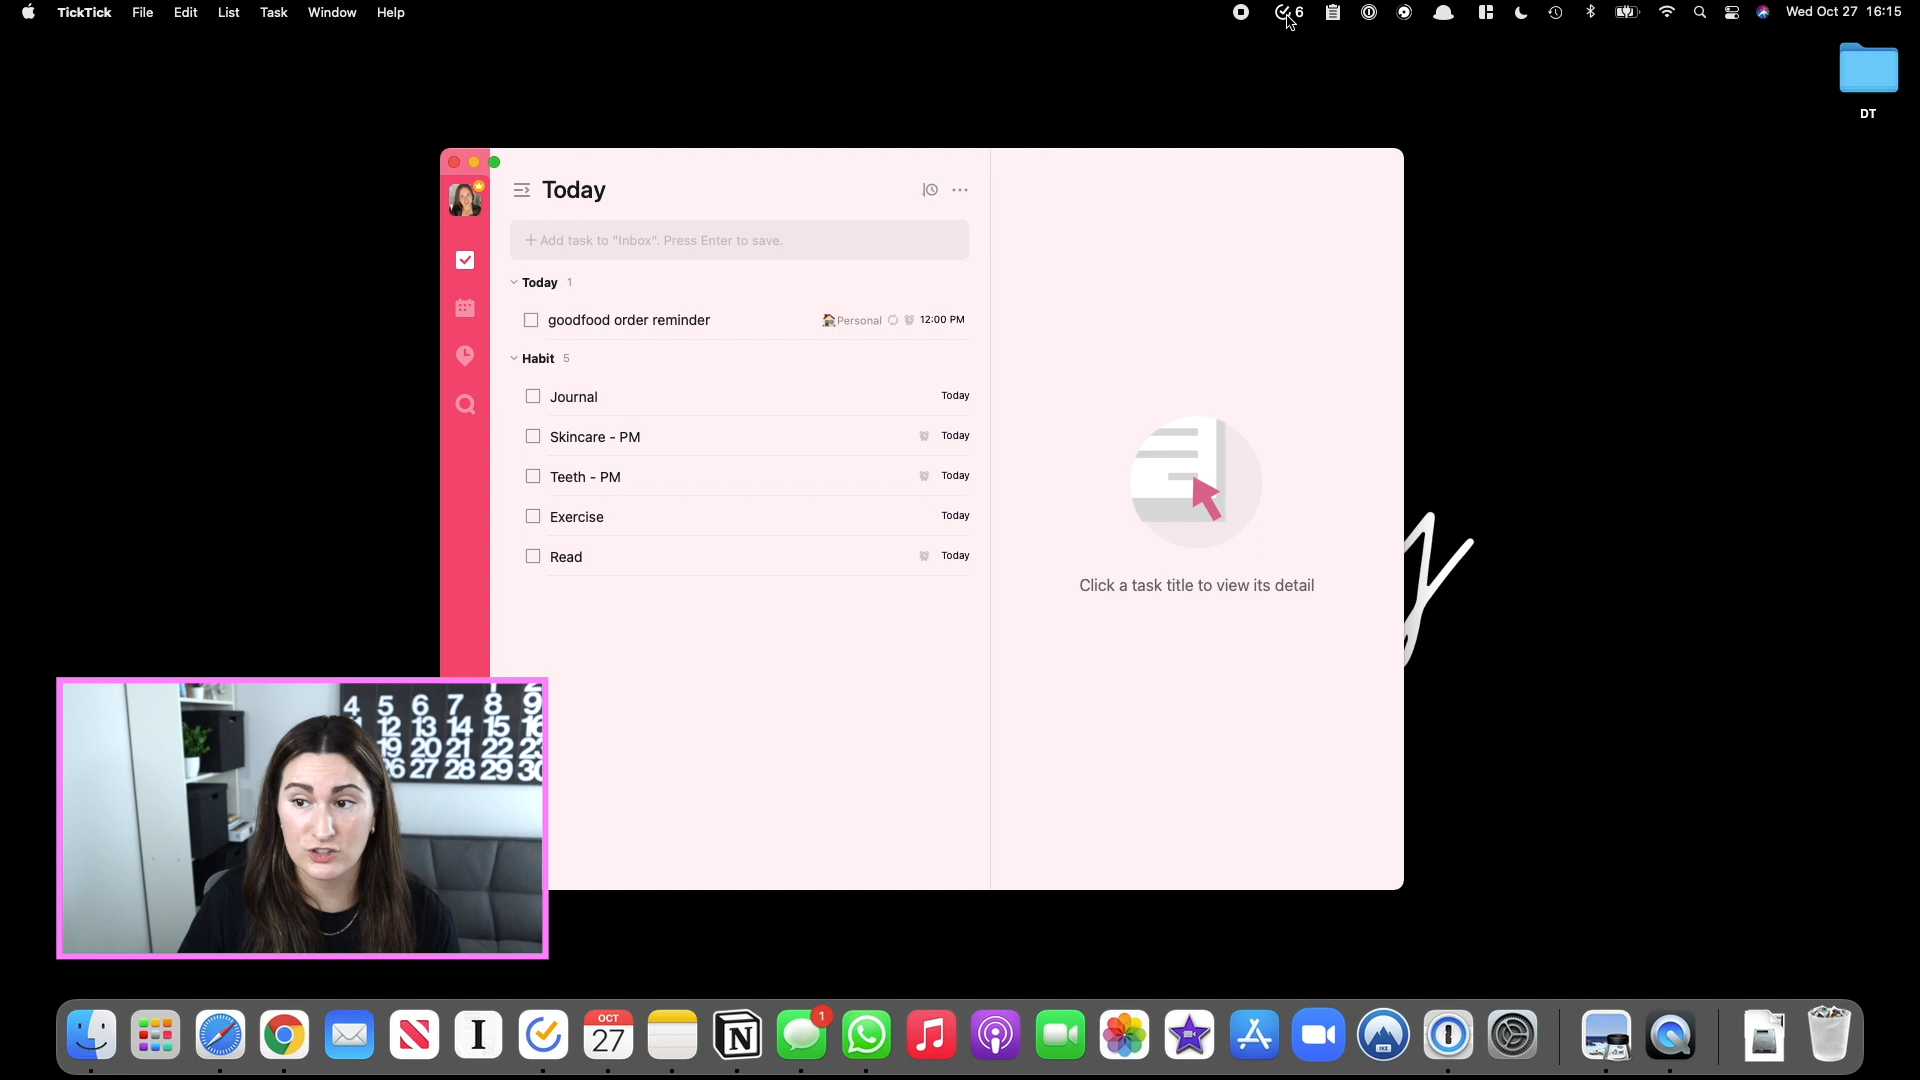 TickTick File Edit List Task Window Help
6
Wed Oct 27 16:15
DT
Today
+ Add task to "Inbox". Press Enter to save.
Today 1
goodfood order reminder Personal 12:00 PM
Habit 5
Journal Today
Skincare - PM Today
Teeth - PM Today
Exercise Today
Read Today
Click a task title to view its detail
4 5 6 7 8 9
12 13 14 15 16
19 20 21 22 23
26 27 28 29 30
OCT
27
1